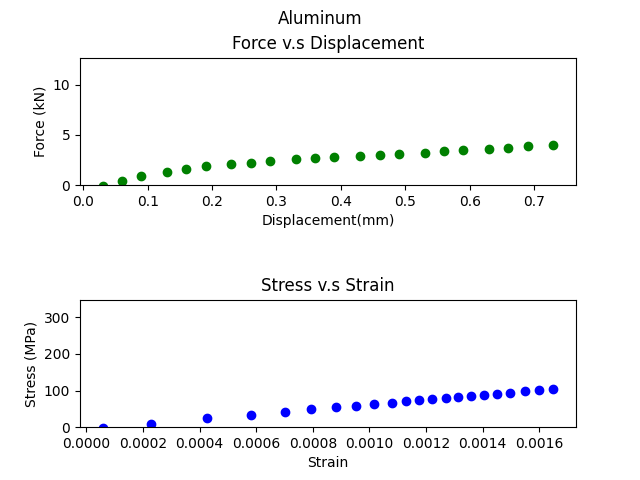 Aluminum
Force v.s Displacement
Force (kN)
10
5
0
0.0 0.1 0.2 0.3 0.4 0.5 0.6 0.7
Displacement(mm)
Stress v.s Strain
Stress (MPa)
300
200
100
0
0.0000 0.0002 0.0004 0.0006 0.0008 0.0010 0.0012 0.0014 0.0016
Strain